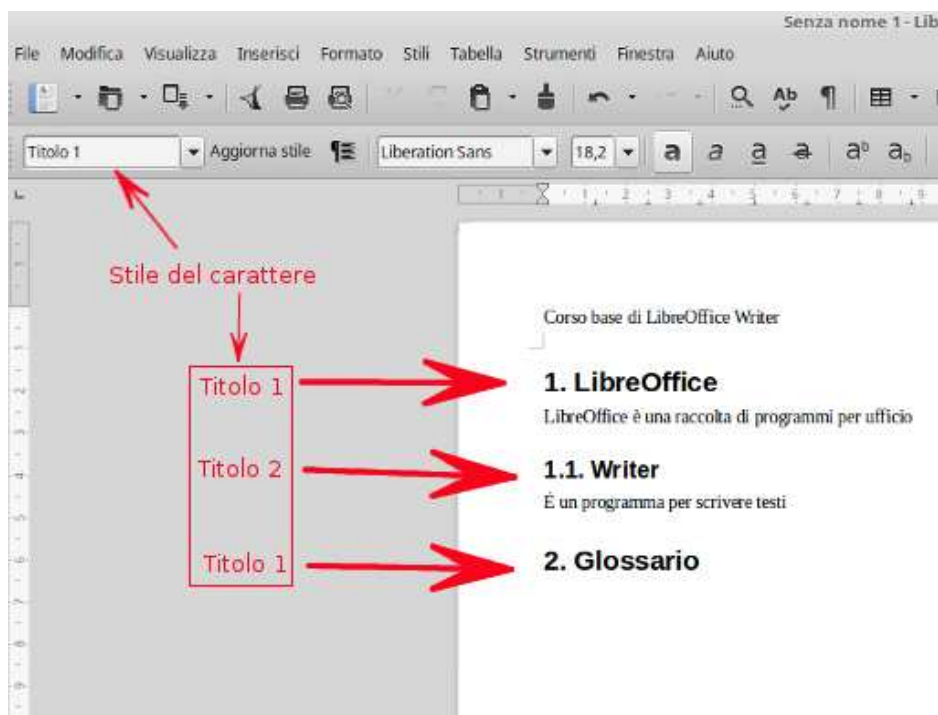 Senza nome 1 - Lib
File Modifica Visualizza Inserisci Formato Stili Tabella Strumenti Finestra Aiuto
Titolo 1 Aggiorna stile Liberation Sans 18,2 a a a a aᵇ aᵇ
Stile del carattere
Corso base di LibreOffice Writer
Titolo 1 1. LibreOffice
LibreOffice è una raccolta di programmi per ufficio
Titolo 2 1.1. Writer
È un programma per scrivere testi
Titolo 1 2. Glossario